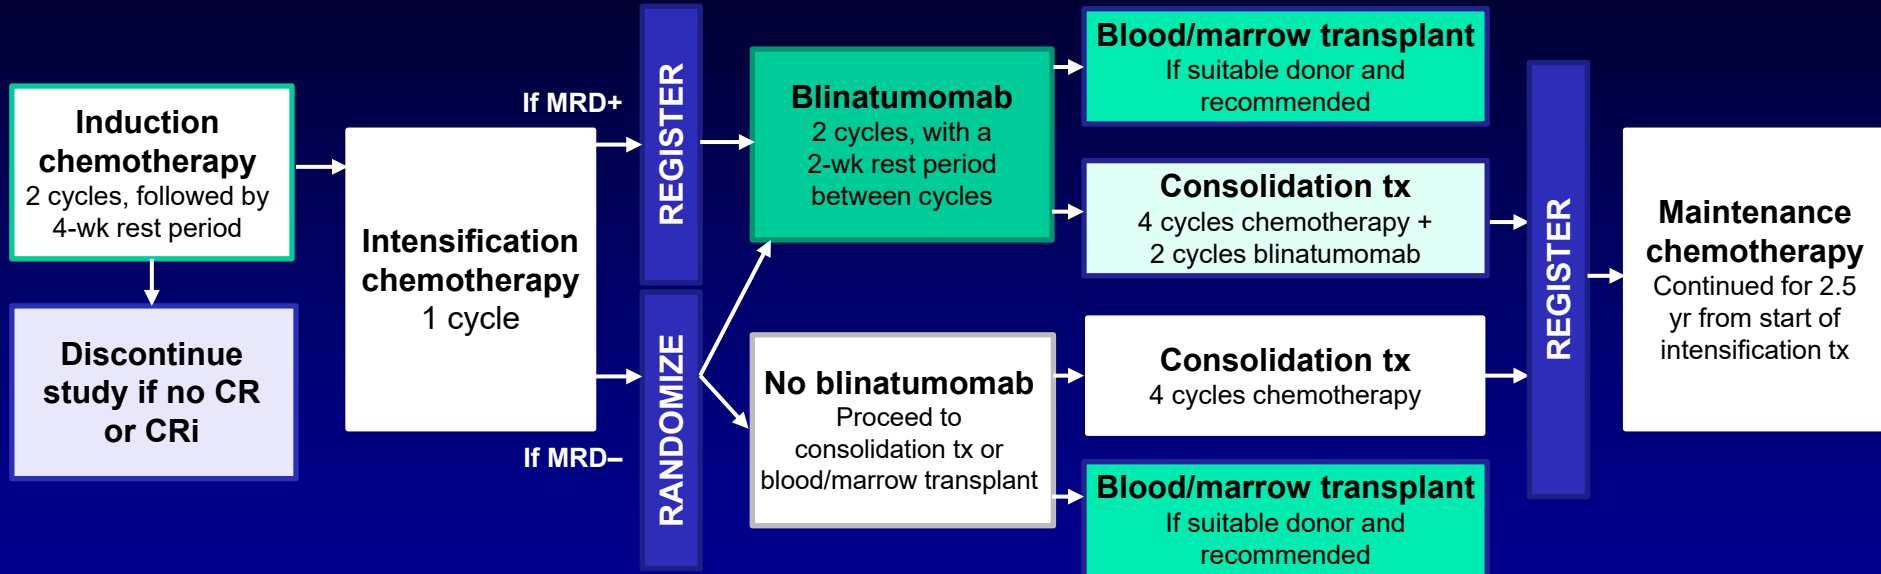 Induction
chemotherapy
2 cycles, followed by
4-wk rest period
Discontinue
study if no CR
or CRi
Intensification
chemotherapy
1 cycle
If MRD+
If MRD–
REGISTER
RANDOMIZE
Blinatumomab
2 cycles, with a
2-wk rest period
between cycles
No blinatumomab
Proceed to
consolidation tx or
blood/marrow transplant
Blood/marrow transplant
If suitable donor and
recommended
Consolidation tx
4 cycles chemotherapy +
2 cycles blinatumomab
Consolidation tx
4 cycles chemotherapy
Blood/marrow transplant
If suitable donor and
recommended
REGISTER
Maintenance
chemotherapy
Continued for 2.5
yr from start of
intensification tx